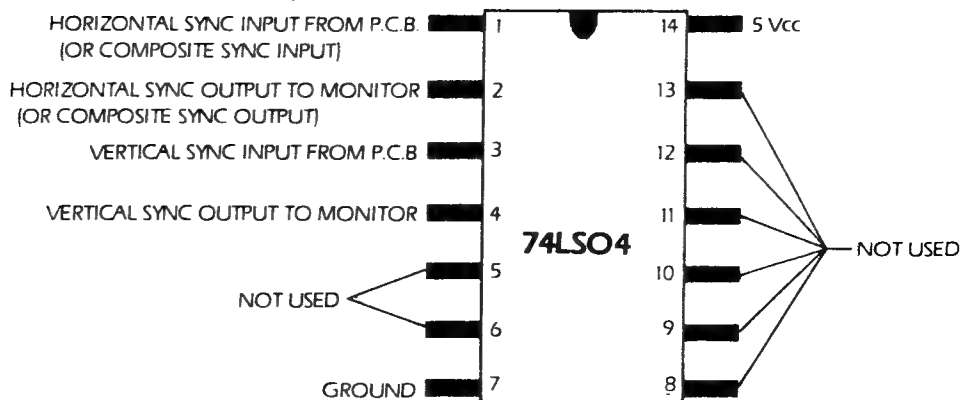 HORIZONTAL SYNC INPUT FROM P.C.B.
(OR COMPOSITE SYNC INPUT)
1
14
5 Vcc
HORIZONTAL SYNC OUTPUT TO MONITOR
(OR COMPOSITE SYNC OUTPUT)
2
13
VERTICAL SYNC INPUT FROM P.C.B
3
12
VERTICAL SYNC OUTPUT TO MONITOR
4
11
74LSO4
NOT USED
5
10
NOT USED
6
9
GROUND
7
8